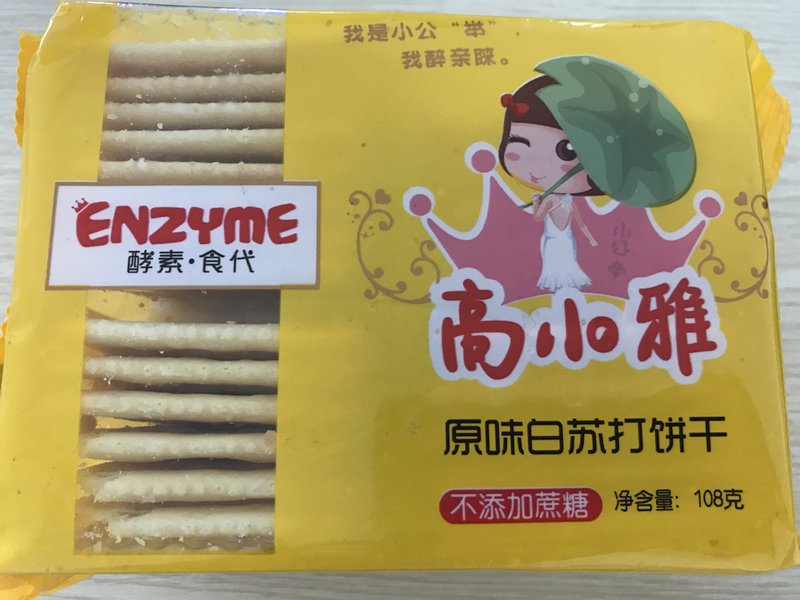 我是小公“举”，
我醉亲睬。
ENZYME
酵素·食代
高小雅
原味白苏打饼干
不添加蔗糖
净含量：108克